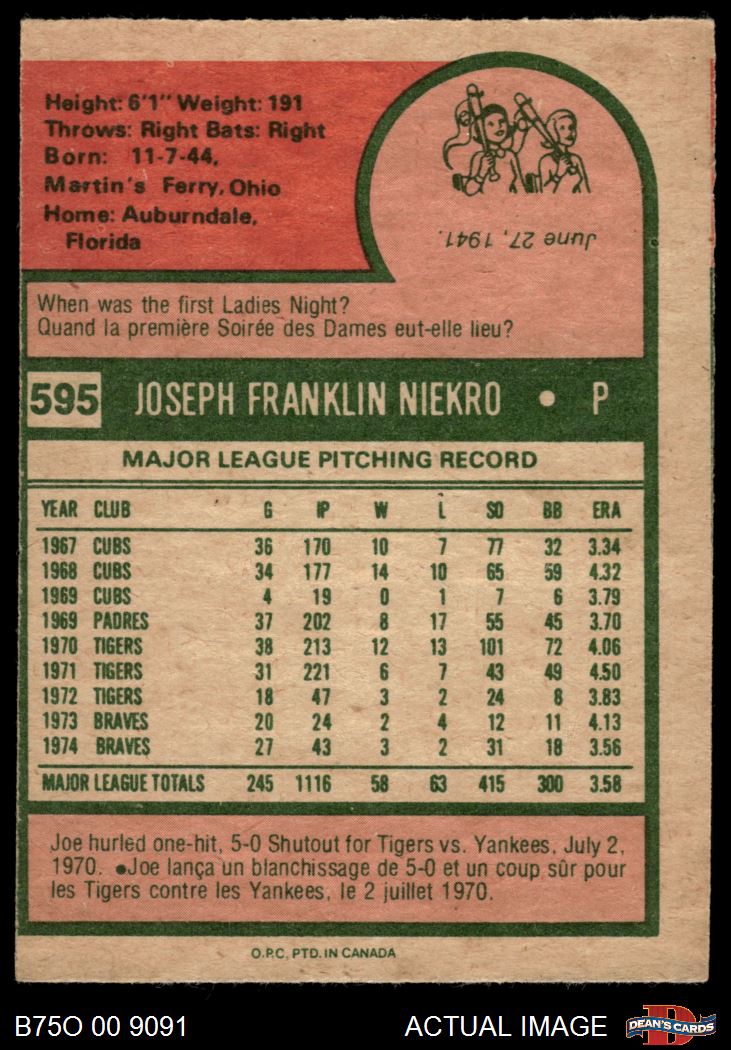 Height: 6'1" Weight: 191
Throws: Right Bats: Right
Born: 11-7-44,
Martin's Ferry, Ohio
Home: Auburndale,
Florida
June 27, 1941.
When was the first Ladies Night?
Quand la première Soirée des Dames eut-elle lieu?
595 JOSEPH FRANKLIN NIEKRO • P
MAJOR LEAGUE PITCHING RECORD
YEAR CLUB G IP W L SO BB ERA
1967 CUBS 36 170 10 7 77 32 3.34
1968 CUBS 34 177 14 10 65 59 4.32
1969 CUBS 4 19 0 1 7 6 3.79
1969 PADRES 37 202 8 17 55 45 3.70
1970 TIGERS 38 213 12 13 101 72 4.06
1971 TIGERS 31 221 6 7 43 49 4.50
1972 TIGERS 18 47 3 2 24 8 3.83
1973 BRAVES 20 24 2 4 12 11 4.13
1974 BRAVES 27 43 3 2 31 18 3.56
MAJOR LEAGUE TOTALS 245 1116 58 63 415 300 3.58
Joe hurled one-hit, 5-0 Shutout for Tigers vs. Yankees, July 2,
1970. •Joe lança un blanchissage de 5-0 et un coup sûr pour
les Tigers contre les Yankees, le 2 juillet 1970.
O.P.C. PTD. IN CANADA
B75O 00 9091 ACTUAL IMAGE DEAN'S CARDS